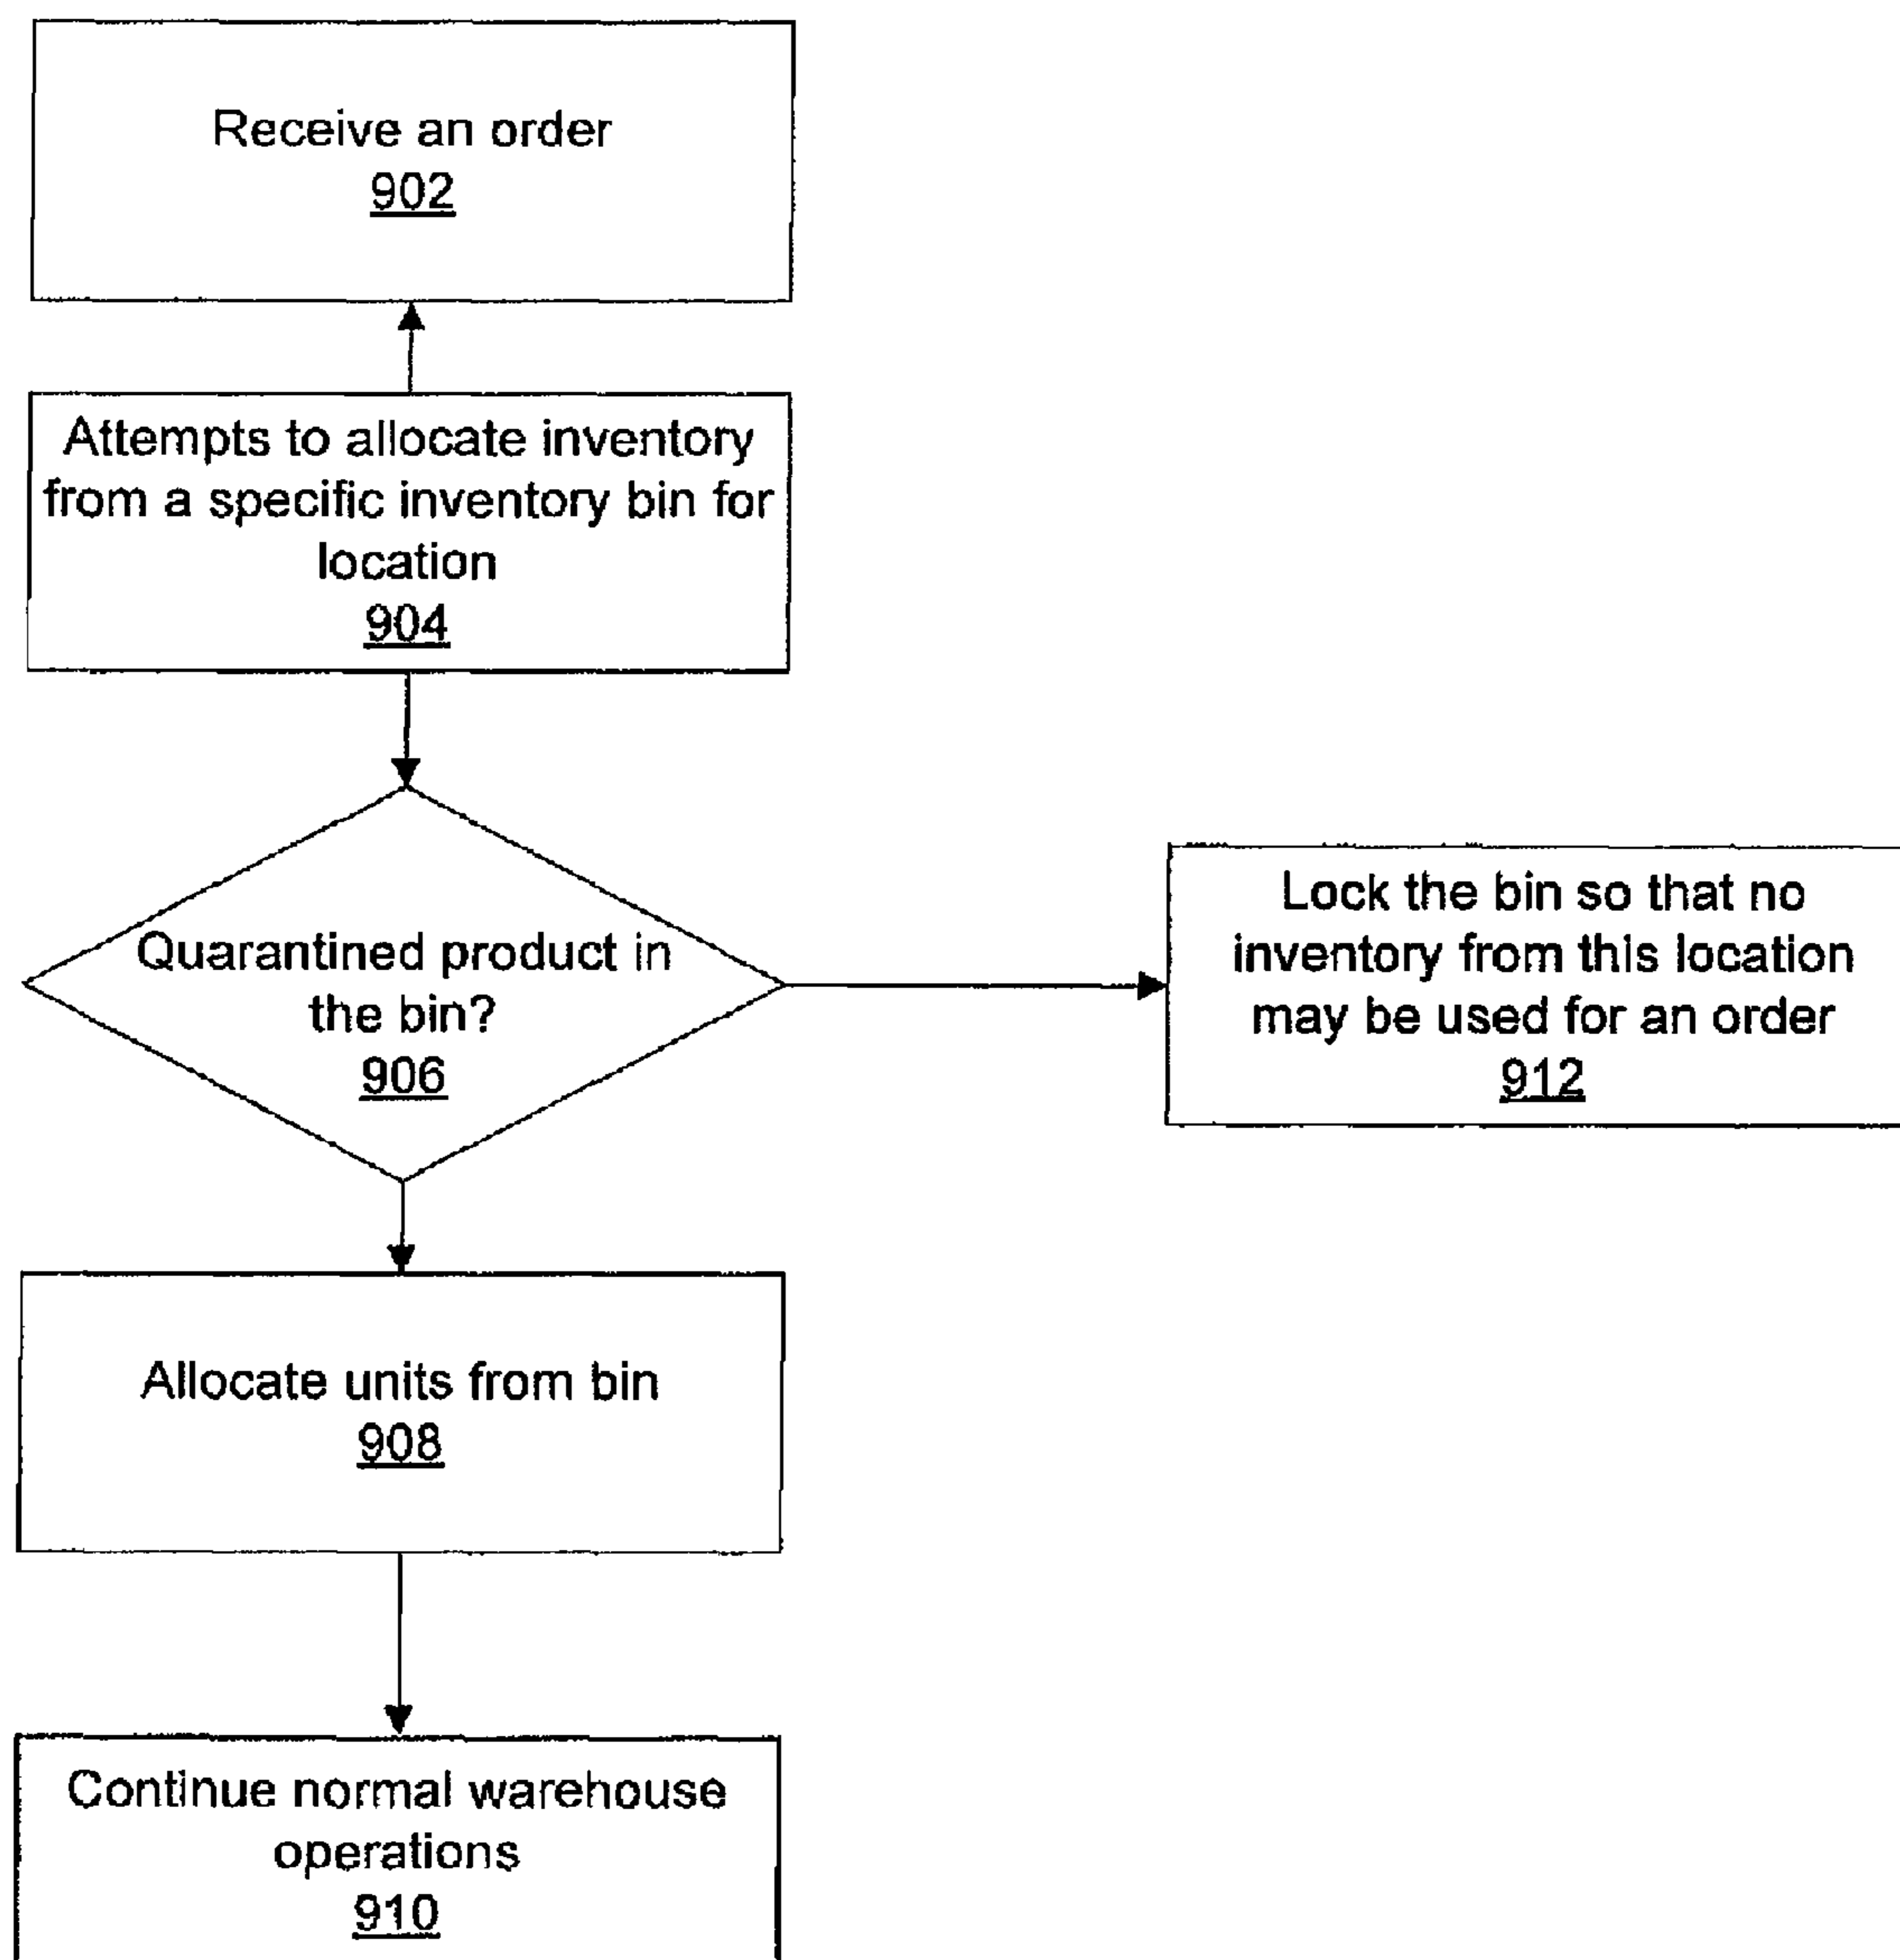 Receive an order
902
Attempts to allocate inventory
from a specific inventory bin for
location
904
Quarantined product in
the bin?
906
Lock the bin so that no
inventory from this location
may be used for an order
912
Allocate units from bin
908
Continue normal warehouse
operations
910